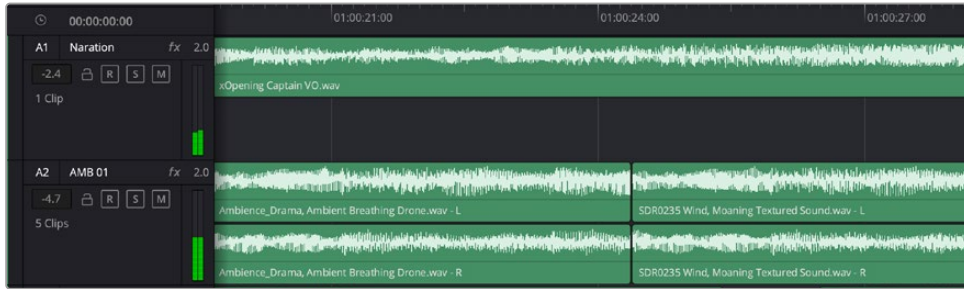 00:00:00:00 01:00:21:00 01:00:24:00 01:00:27:00
A1 Naration fx 2.0
-2.4 R S M
xOpening Captain VO.wav
1 Clip
A2 AMB 01 fx 2.0
-4.7 R S M
Ambience_Drama, Ambient Breathing Drone.wav - L SDR0235 Wind, Moaning Textured Sound.wav - L
5 Clips
Ambience_Drama, Ambient Breathing Drone.wav - R SDR0235 Wind, Moaning Textured Sound.wav - R